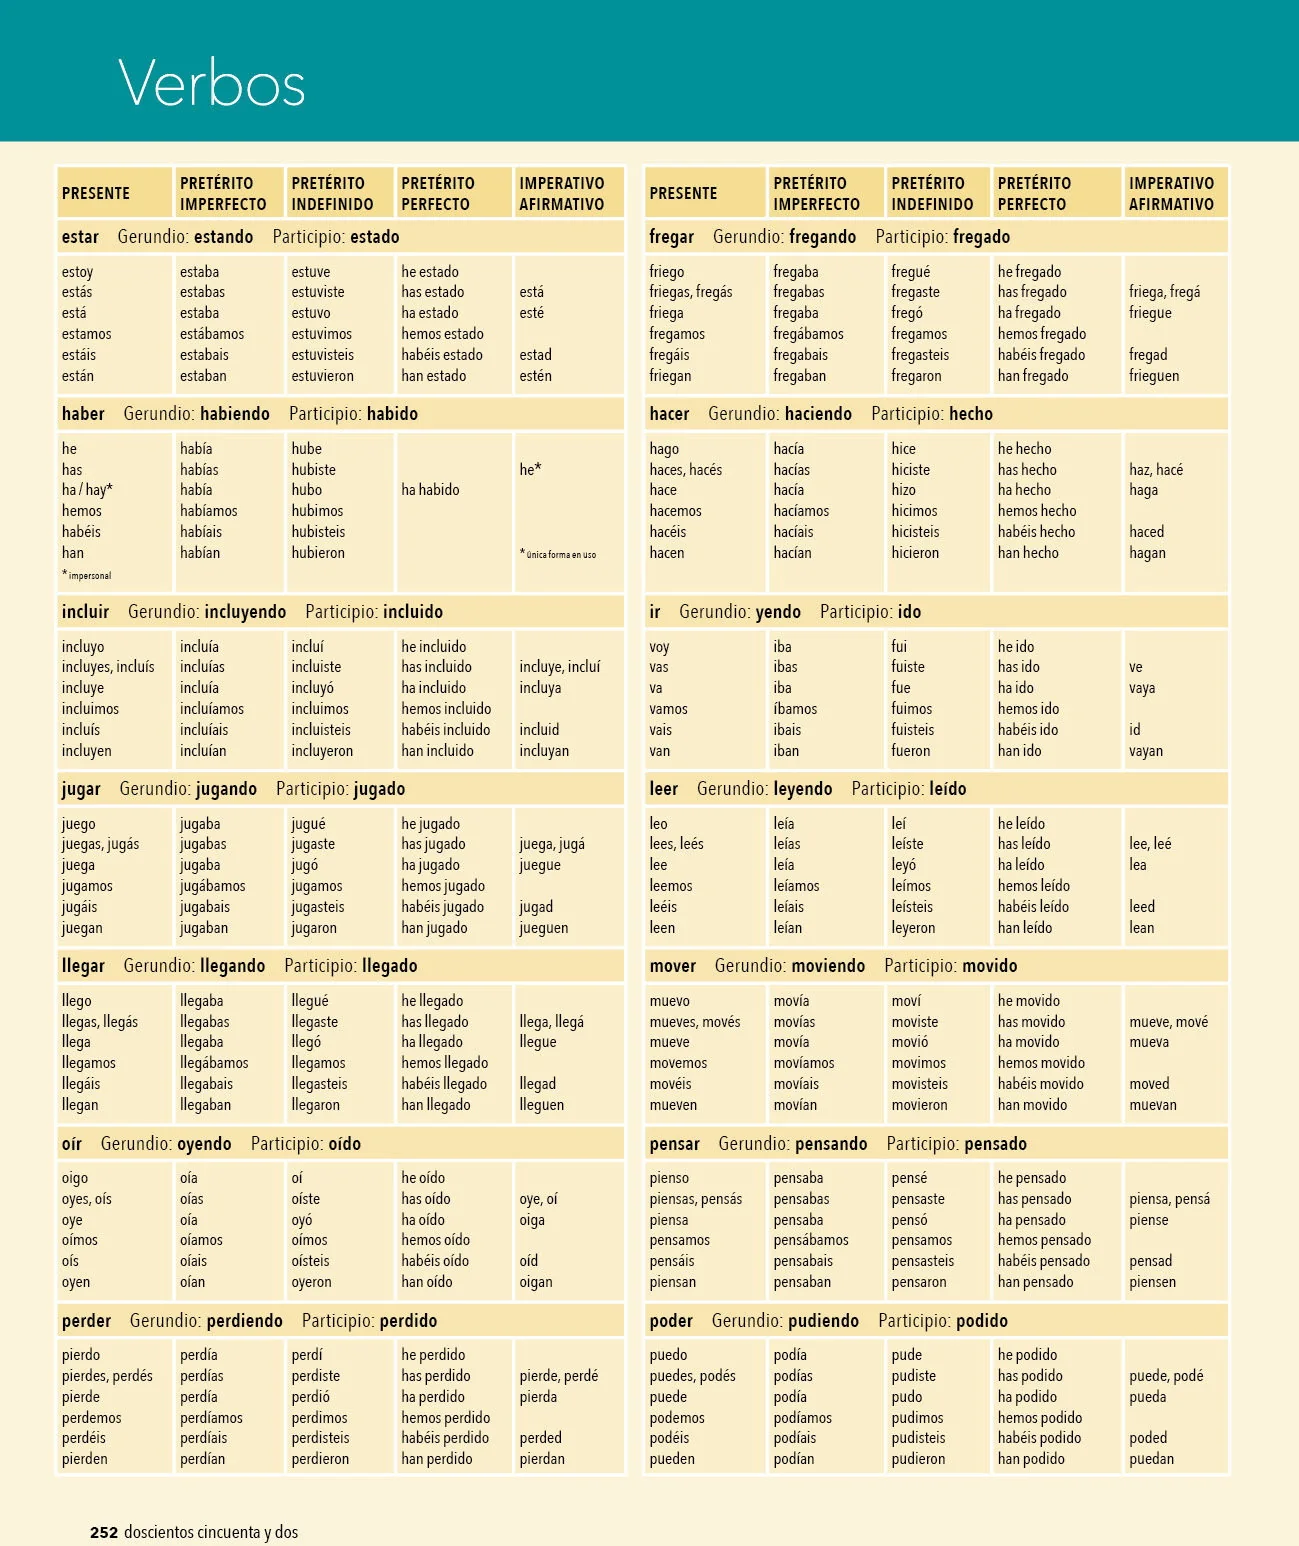 Verbos
PRESENTE PRETÉRITO IMPERFECTO PRETÉRITO INDEFINIDO PRETÉRITO PERFECTO IMPERATIVO AFIRMATIVO
estar Gerundio: estando Participio: estado
estoy estaba estuve he estado
estás estabas estuviste has estado está
está estaba estuvo ha estado esté
estamos estábamos estuvimos hemos estado
estáis estabais estuvisteis habéis estado estad
están estaban estuvieron han estado estén
haber Gerundio: habiendo Participio: habido
he había hube
has habías hubiste he*
ha / hay* había hubo ha habido
hemos habíamos hubimos
habéis habíais hubisteis
han habían hubieron * única forma en uso
* impersonal
incluir Gerundio: incluyendo Participio: incluido
incluyo incluía incluí he incluido
incluyes, incluís incluías incluiste has incluido incluye, incluí
incluye incluía incluyó ha incluido incluya
incluimos incluíamos incluimos hemos incluido
incluís incluíais incluisteis habéis incluido incluid
incluyen incluían incluyeron han incluido incluyan
jugar Gerundio: jugando Participio: jugado
juego jugaba jugué he jugado
juegas, jugás jugabas jugaste has jugado juega, jugá
juega jugaba jugó ha jugado juegue
jugamos jugábamos jugamos hemos jugado
jugáis jugabais jugasteis habéis jugado jugad
juegan jugaban jugaron han jugado jueguen
llegar Gerundio: llegando Participio: llegado
llego llegaba llegué he llegado
llegas, llegás llegabas llegaste has llegado llega, llegá
llega llegaba llegó ha llegado llegue
llegamos llegábamos llegamos hemos llegado
llegáis llegabais llegasteis habéis llegado llegad
llegan llegaban llegaron han llegado lleguen
oír Gerundio: oyendo Participio: oído
oigo oía oí he oído
oyes, oís oías oíste has oído oye, oí
oye oía oyó ha oído oiga
oímos oíamos oímos hemos oído
oís oíais oísteis habéis oído oíd
oyen oían oyeron han oído oigan
perder Gerundio: perdiendo Participio: perdido
pierdo perdía perdí he perdido
pierdes, perdés perdías perdiste has perdido pierde, perdé
pierde perdía perdió ha perdido pierda
perdemos perdíamos perdimos hemos perdido
perdéis perdíais perdisteis habéis perdido perded
pierden perdían perdieron han perdido pierdan
PRESENTE PRETÉRITO IMPERFECTO PRETÉRITO INDEFINIDO PRETÉRITO PERFECTO IMPERATIVO AFIRMATIVO
fregar Gerundio: fregando Participio: fregado
friego fregaba fregué he fregado
friegas, fregás fregabas fregaste has fregado friega, fregá
friega fregaba fregó ha fregado friegue
fregamos fregábamos fregamos hemos fregado
fregáis fregabais fregasteis habéis fregado fregad
friegan fregaban fregaron han fregado frieguen
hacer Gerundio: haciendo Participio: hecho
hago hacía hice he hecho
haces, hacés hacías hiciste has hecho haz, hacé
hace hacía hizo ha hecho haga
hacemos hacíamos hicimos hemos hecho
hacéis hacíais hicisteis habéis hecho haced
hacen hacían hicieron han hecho hagan
ir Gerundio: yendo Participio: ido
voy iba fui he ido
vas ibas fuiste has ido ve
va iba fue ha ido vaya
vamos íbamos fuimos hemos ido
vais ibais fuisteis habéis ido id
van iban fueron han ido vayan
leer Gerundio: leyendo Participio: leído
leo leía leí he leído
lees, leés leías leíste has leído lee, leé
lee leía leyó ha leído lea
leemos leíamos leímos hemos leído
leéis leíais leísteis habéis leído leed
leen leían leyeron han leído lean
mover Gerundio: moviendo Participio: movido
muevo movía moví he movido
mueves, movés movías moviste has movido mueve, mové
mueve movía movió ha movido mueva
movemos movíamos movimos hemos movido
movéis movíais movisteis habéis movido moved
mueven movían movieron han movido muevan
pensar Gerundio: pensando Participio: pensado
pienso pensaba pensé he pensado
piensas, pensás pensabas pensaste has pensado piensa, pensá
piensa pensaba pensó ha pensado piense
pensamos pensábamos pensamos hemos pensado
pensáis pensabais pensasteis habéis pensado pensad
piensan pensaban pensaron han pensado piensen
poder Gerundio: pudiendo Participio: podido
puedo podía pude he podido
puedes, podés podías pudiste has podido puede, podé
puede podía pudo ha podido pueda
podemos podíamos pudimos hemos podido
podéis podíais pudisteis habéis podido poded
pueden podían pudieron han podido puedan
252 doscientos cincuenta y dos